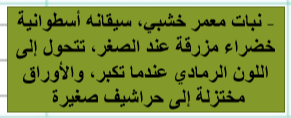 - نبات معمر خشبي، سيقانه أسطوانية
خضراء مزرقة عند الصغر، تتحول إلى
اللون الرمادي عندما تكبر، والأوراق
مختزلة إلى حراشيف صغيرة